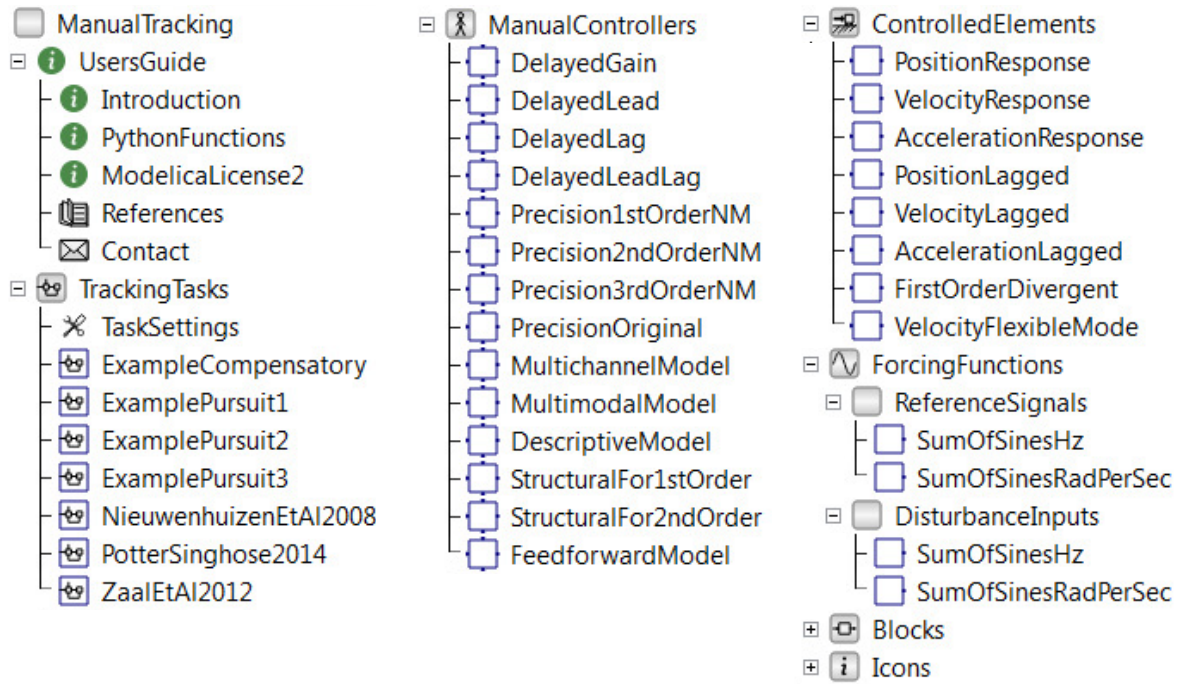 ManualTracking
UsersGuide
Introduction
PythonFunctions
ModelicaLicense2
References
Contact
TrackingTasks
TaskSettings
ExampleCompensatory
ExamplePursuit1
ExamplePursuit2
ExamplePursuit3
NieuwenhuizenEtAl2008
PotterSinghose2014
ZaalEtAl2012
ManualControllers
DelayedGain
DelayedLead
DelayedLag
DelayedLeadLag
Precision1stOrderNM
Precision2ndOrderNM
Precision3rdOrderNM
PrecisionOriginal
MultichannelModel
MultimodalModel
DescriptiveModel
StructuralFor1stOrder
StructuralFor2ndOrder
FeedforwardModel
ControlledElements
PositionResponse
VelocityResponse
AccelerationResponse
PositionLagged
VelocityLagged
AccelerationLagged
FirstOrderDivergent
VelocityFlexibleMode
ForcingFunctions
ReferenceSignals
SumOfSinesHz
SumOfSinesRadPerSec
DisturbanceInputs
SumOfSinesHz
SumOfSinesRadPerSec
Blocks
Icons